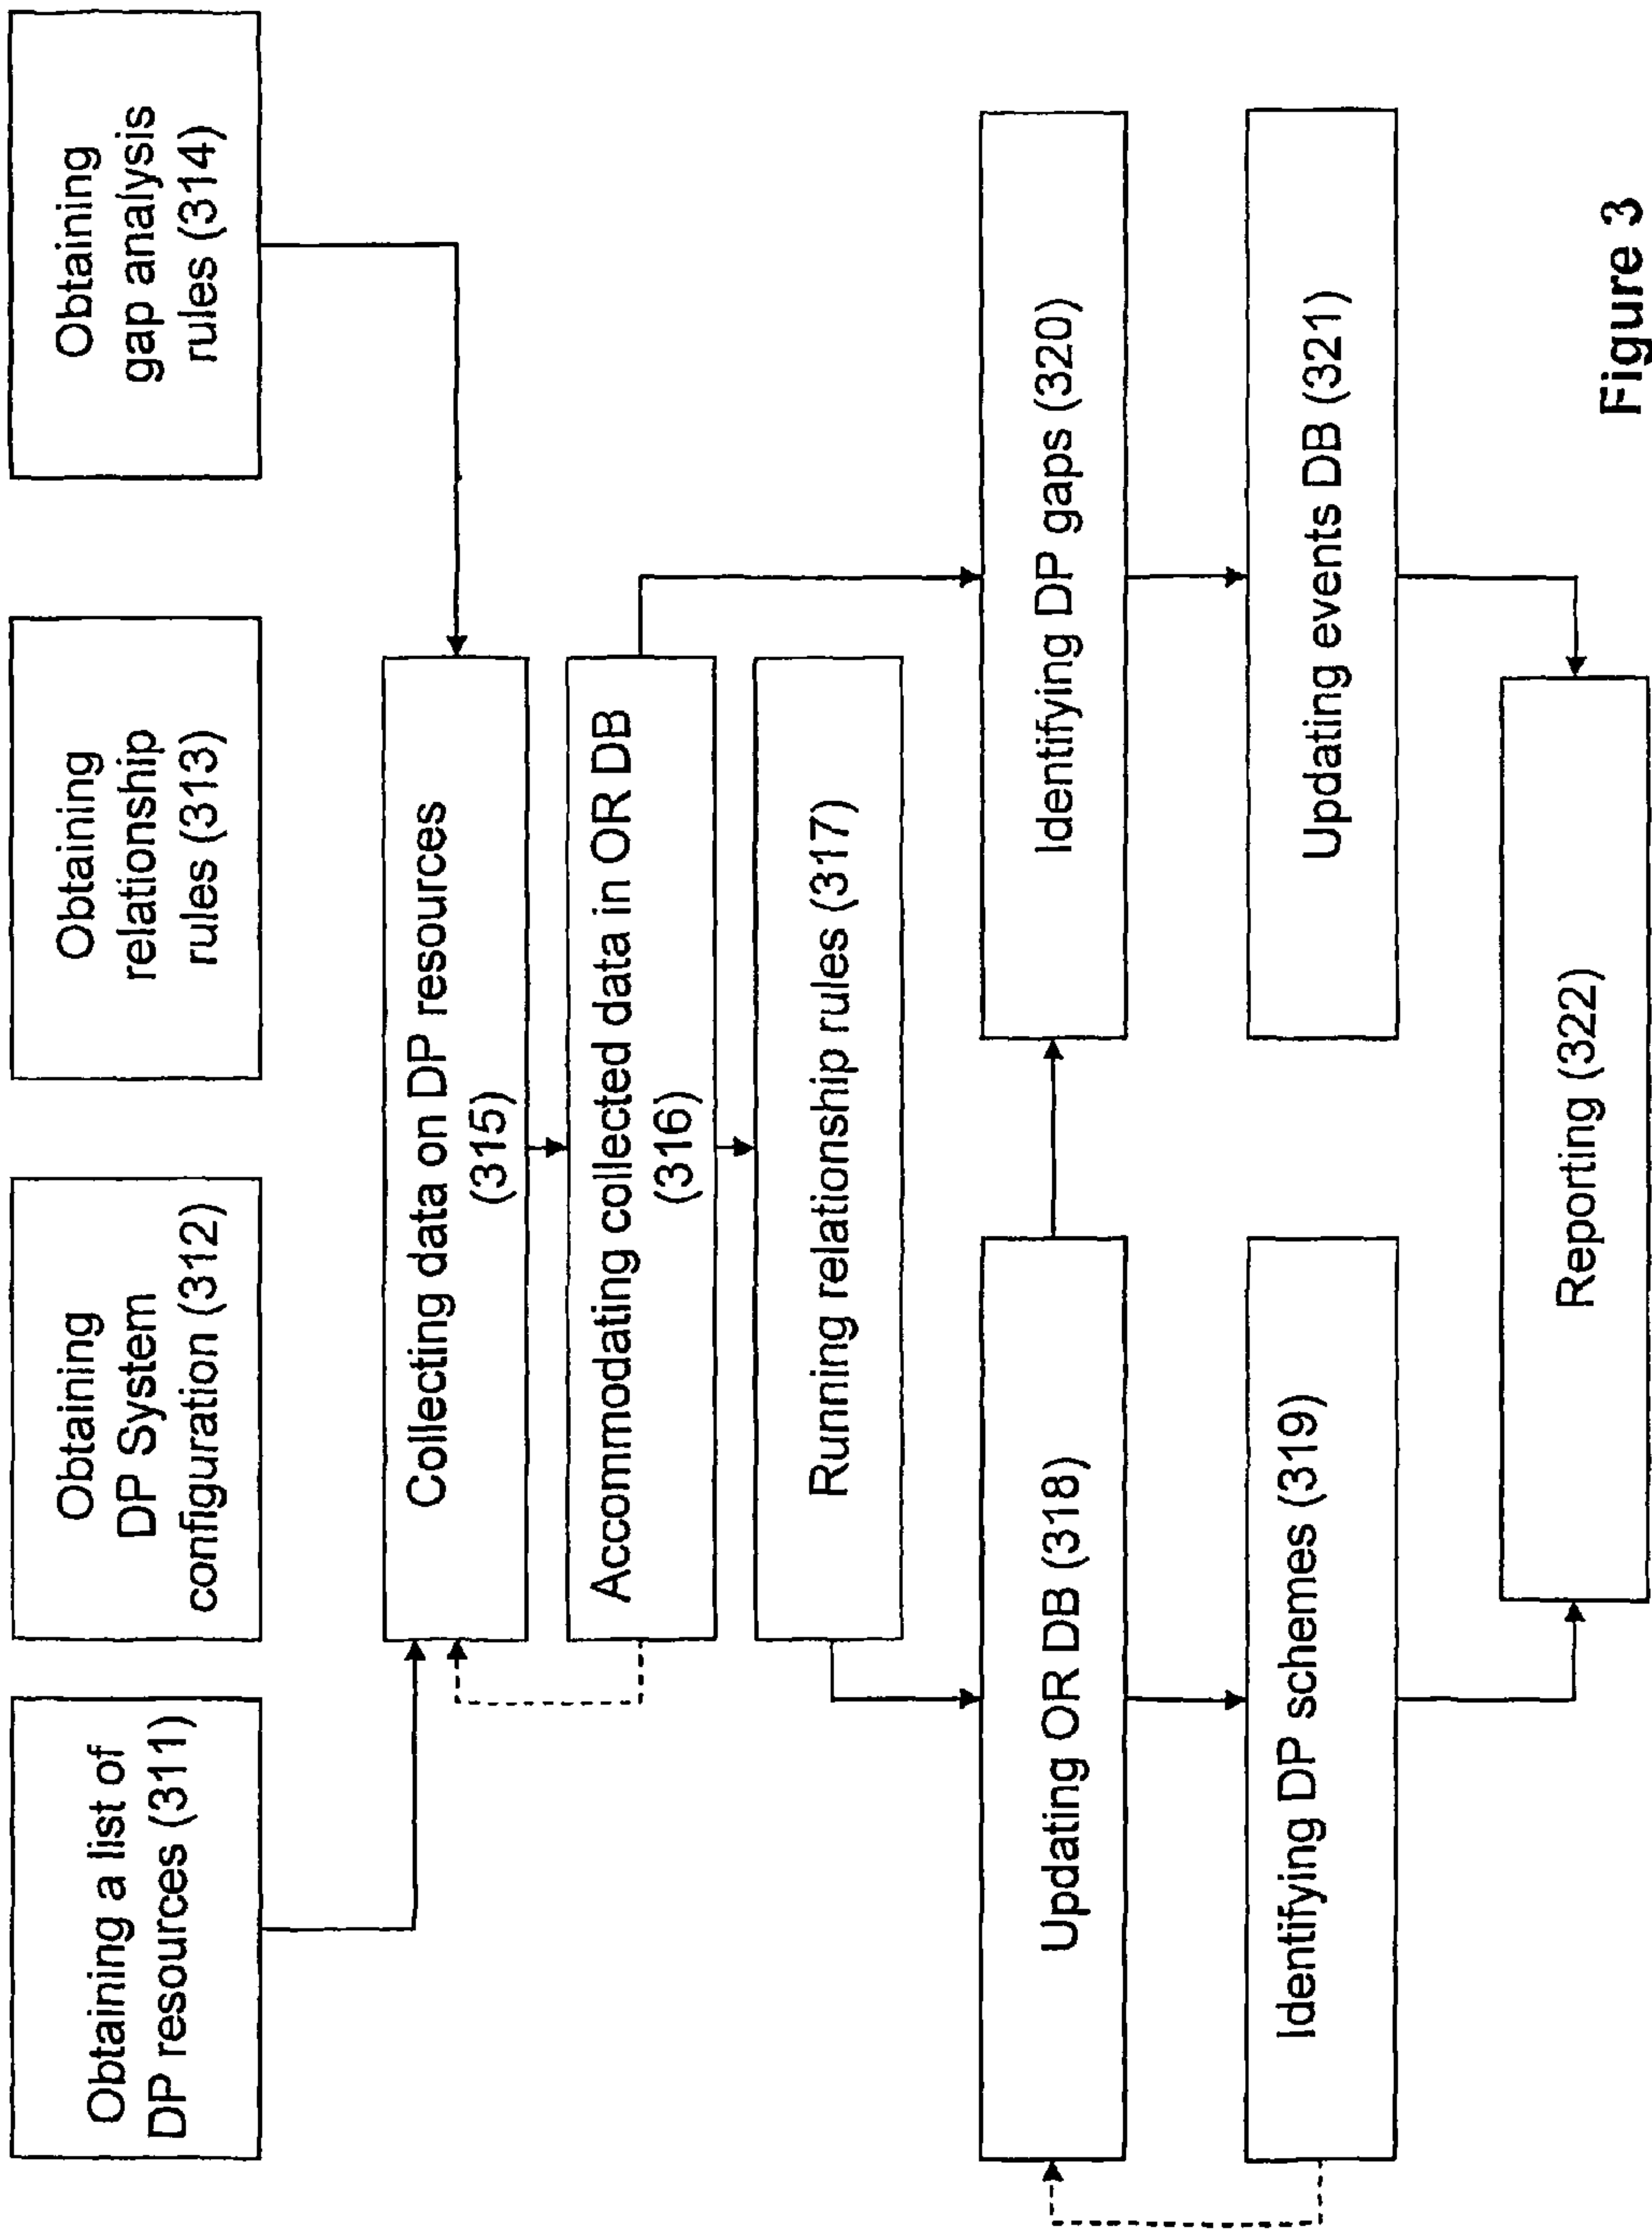 Obtaining a list of
DP resources (311)
Obtaining
DP System
configuration (312)
Obtaining
relationship
rules (313)
Obtaining
gap analysis
rules (314)
Collecting data on DP resources
(315)
Accommodating collected data in OR DB
(316)
Running relationship rules (317)
Updating OR DB (318)
Identifying DP gaps (320)
Identifying DP schemes (319)
Updating events DB (321)
Reporting (322)
Figure 3